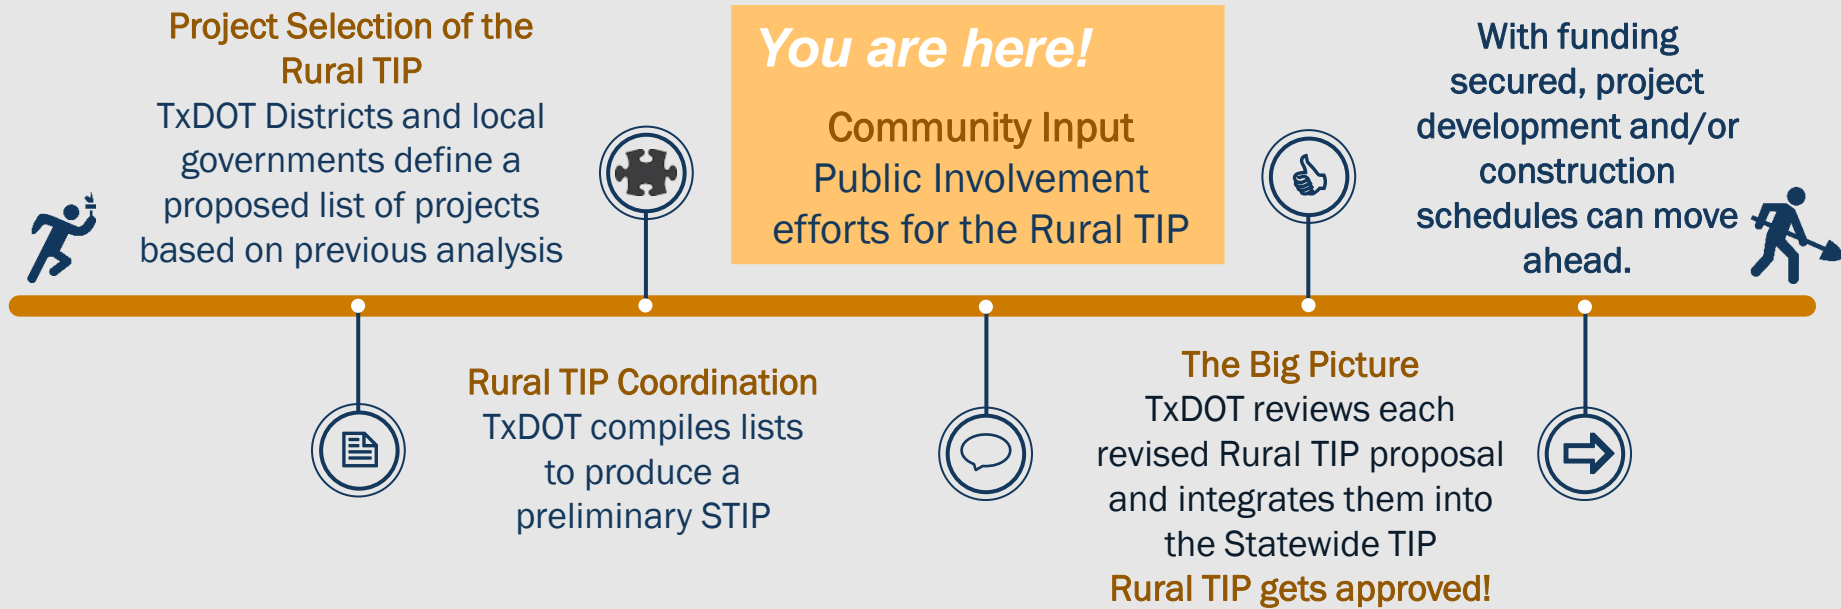 Project Selection of the
Rural TIP
TxDOT Districts and local
governments define a
proposed list of projects
based on previous analysis
Rural TIP Coordination
TxDOT compiles lists
to produce a
preliminary STIP
You are here!
Community Input
Public Involvement
efforts for the Rural TIP
The Big Picture
TxDOT reviews each
revised Rural TIP proposal
and integrates them into
the Statewide TIP
Rural TIP gets approved!
With funding
secured, project
development and/or
construction
schedules can move
ahead.